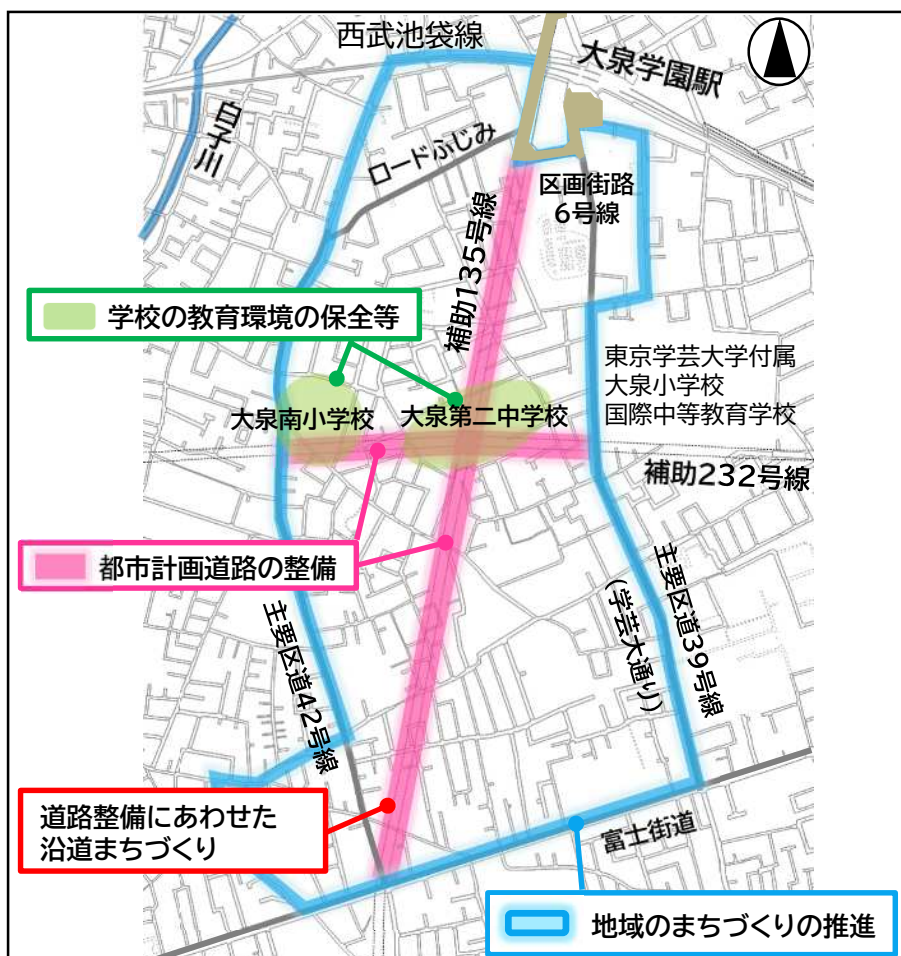 西武池袋線
大泉学園駅
白子川
ロードふじみ
区画街路
6号線
補助135号線
学校の教育環境の保全等
東京学芸大学付属
大泉小学校
国際中等教育学校
大泉南小学校
大泉第二中学校
補助232号線
都市計画道路の整備
主要区道39号線
(学芸大通り)
主要区道42号線
道路整備にあわせた
沿道まちづくり
富士街道
地域のまちづくりの推進